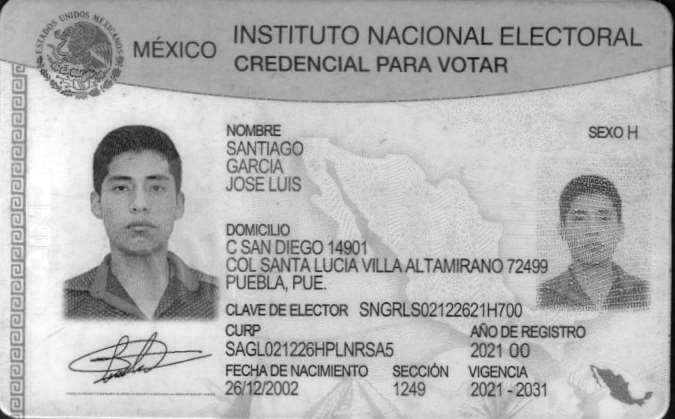 ESTADOS UNIDOS MEXICANOS
MÉXICO INSTITUTO NACIONAL ELECTORAL
CREDENCIAL PARA VOTAR
NOMBRE SEXO H
SANTIAGO
GARCIA
JOSE LUIS
DOMICILIO
C SAN DIEGO 14901
COL SANTA LUCIA VILLA ALTAMIRANO 72499
PUEBLA, PUE.
CLAVE DE ELECTOR SNGRLS02122621H700
CURP AÑO DE REGISTRO
SAGL021226HPLNRSA5 2021 00
FECHA DE NACIMIENTO SECCIÓN VIGENCIA
26/12/2002 1249 2021 - 2031